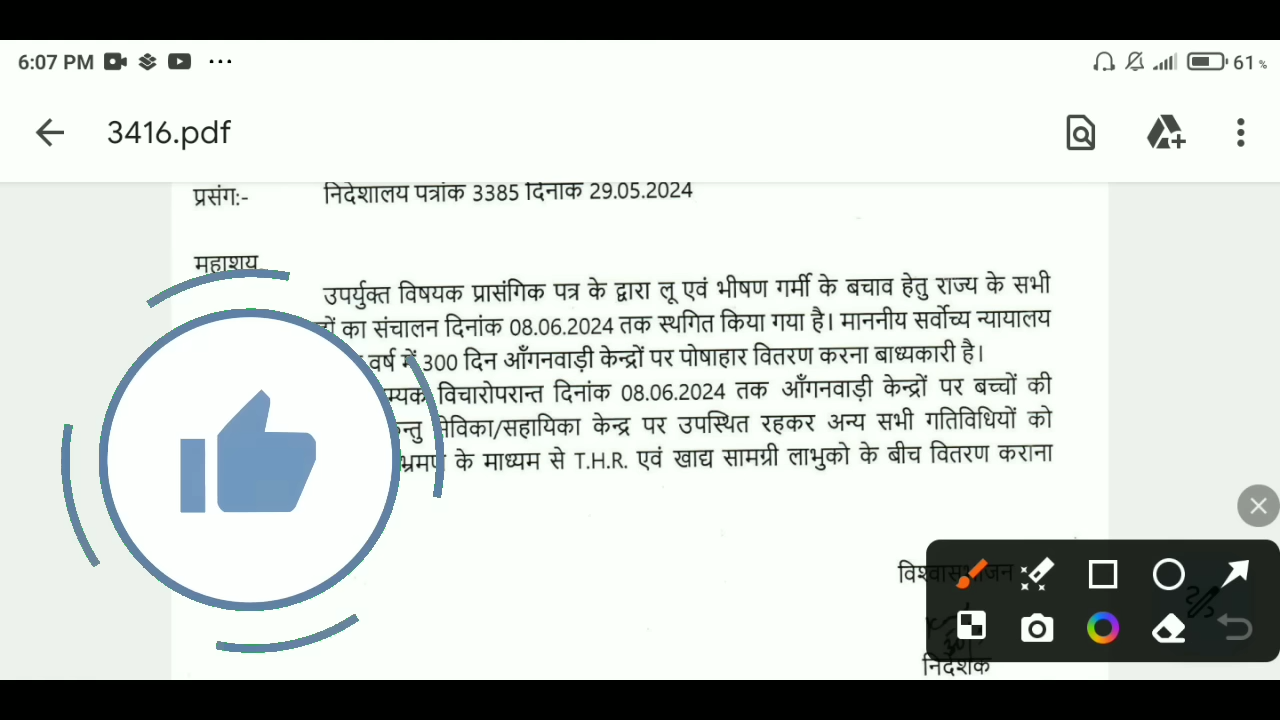 6:07 PM 61 %
3416.pdf
प्रसंग:- निदेशालय पत्रांक 3385 दिनांक 29.05.2024
महाशय
उपर्युक्त विषयक प्रासंगिक पत्र के द्वारा लू एवं भीषण गर्मी के बचाव हेतु राज्य के सभी
का संचालन दिनांक 08.06.2024 तक स्थगित किया गया है। माननीय सर्वोच्च न्यायालय
वर्ष में 300 दिन आँगनवाड़ी केन्द्रों पर पोषाहार वितरण करना बाध्यकारी है।
विचारोपरान्त दिनांक 08.06.2024 तक आँगनवाड़ी केन्द्रों पर बच्चों की
सेविका/सहायिका केन्द्र पर उपस्थित रहकर अन्य सभी गतिविधियों को
के माध्यम से T.H.R. एवं खाद्य सामग्री लाभुको के बीच वितरण कराना
निदेशक